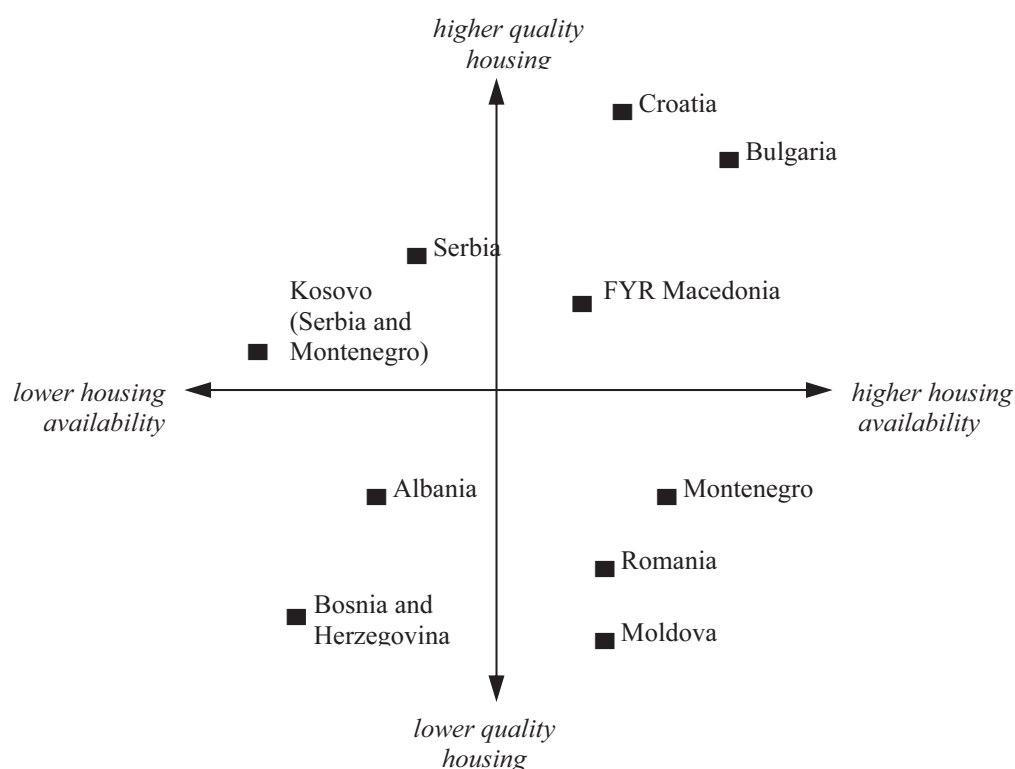 higher quality
housing
Croatia
Bulgaria
Serbia
Kosovo
(Serbia and
Montenegro)
FYR Macedonia
lower housing
availability
higher housing
availability
Albania
Montenegro
Romania
Bosnia and
Herzegovina
Moldova
lower quality
housing